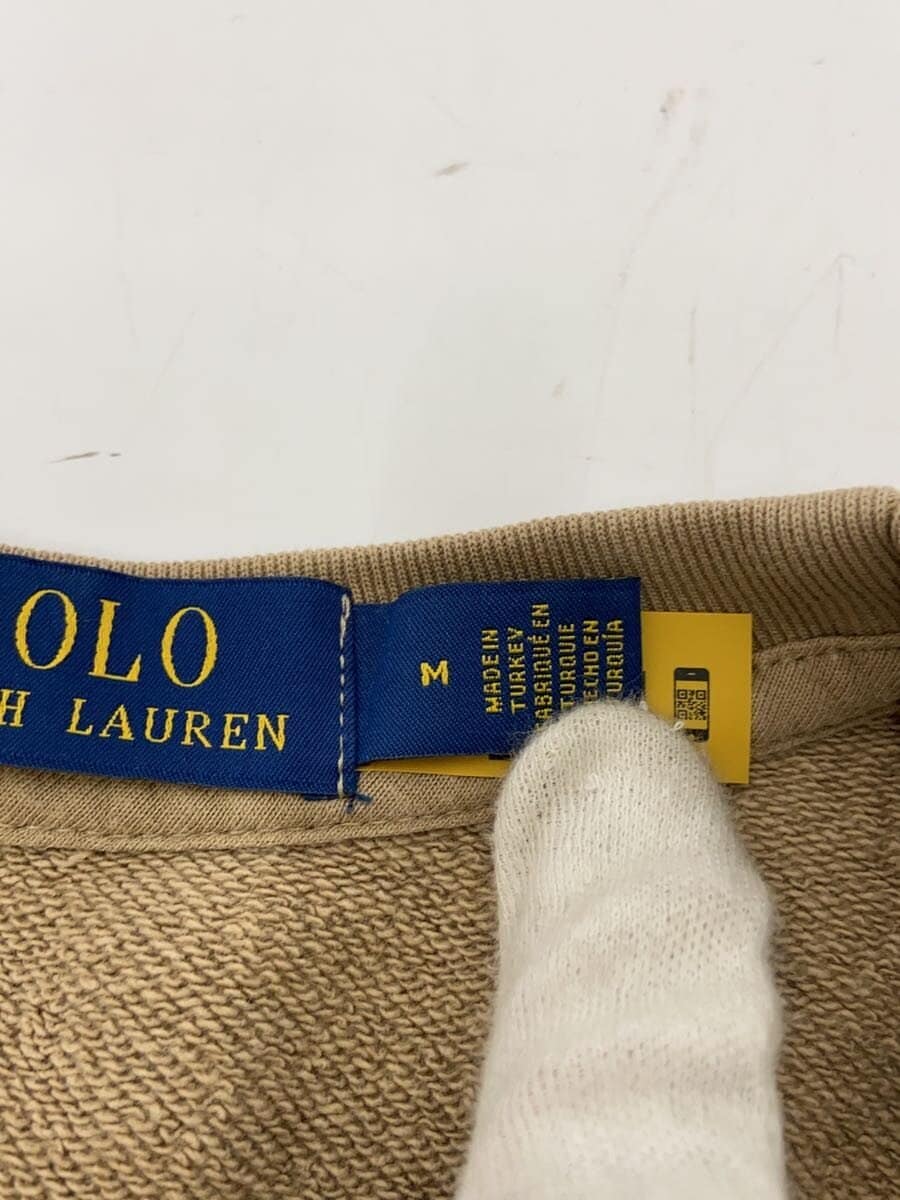 OLO
H LAUREN
M
MADE IN
TURKEY
FABRIQUÉ EN
TURQUIE
HECHO EN
TURQUÍA